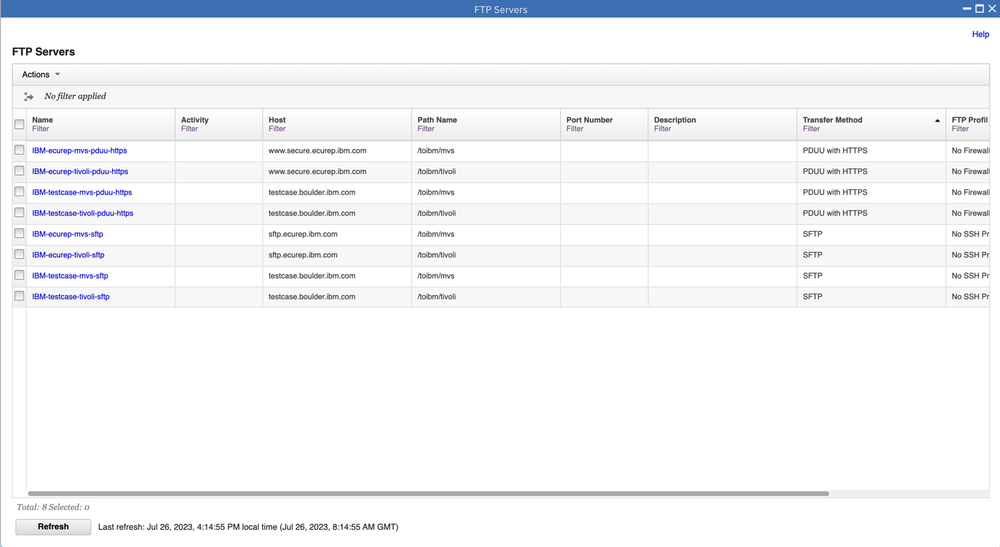 FTP Servers
Help
FTP Servers
Actions
No filter applied
Name Activity Host Path Name Port Number Description Transfer Method FTP Profil
Filter Filter Filter Filter Filter Filter Filter Filter
IBM-ecurep-mvs-pduu-https www.secure.ecurep.ibm.com /toibm/mvs PDUU with HTTPS No Firewall
IBM-ecurep-tivoli-pduu-https www.secure.ecurep.ibm.com /toibm/tivoli PDUU with HTTPS No Firewall
IBM-testcase-mvs-pduu-https testcase.boulder.ibm.com /toibm/mvs PDUU with HTTPS No Firewall
IBM-testcase-tivoli-pduu-https testcase.boulder.ibm.com /toibm/tivoli PDUU with HTTPS No Firewall
IBM-ecurep-mvs-sftp sftp.ecurep.ibm.com /toibm/mvs SFTP No SSH Pr
IBM-ecurep-tivoli-sftp sftp.ecurep.ibm.com /toibm/tivoli SFTP No SSH Pr
IBM-testcase-mvs-sftp testcase.boulder.ibm.com /toibm/mvs SFTP No SSH Pr
IBM-testcase-tivoli-sftp testcase.boulder.ibm.com /toibm/tivoli SFTP No SSH Pr
Total: 8 Selected: 0
Refresh Last refresh: Jul 26, 2023, 4:14:55 PM local time (Jul 26, 2023, 8:14:55 AM GMT)